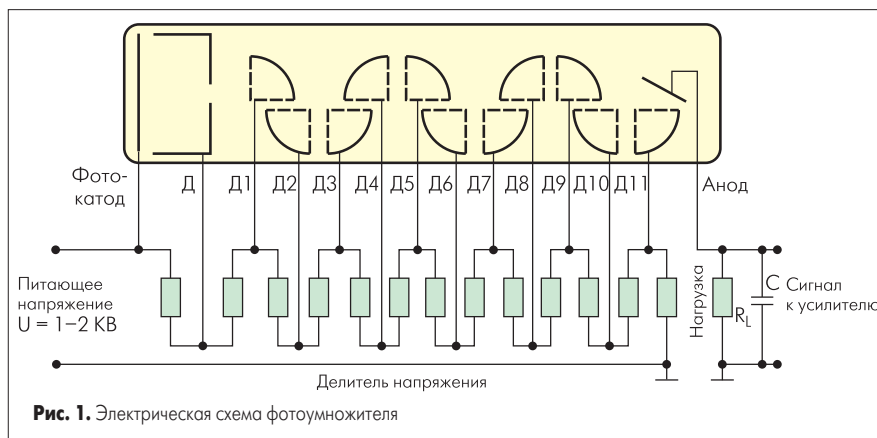 Фото-
катод
Д Д1 Д2 Д3 Д4 Д5 Д6 Д7 Д8 Д9 Д10 Д11 Анод
Питающее
напряжение
U = 1–2 КВ
Нагрузка
R_L
C Сигнал
к усилителю
Делитель напряжения
Рис. 1. Электрическая схема фотоумножителя